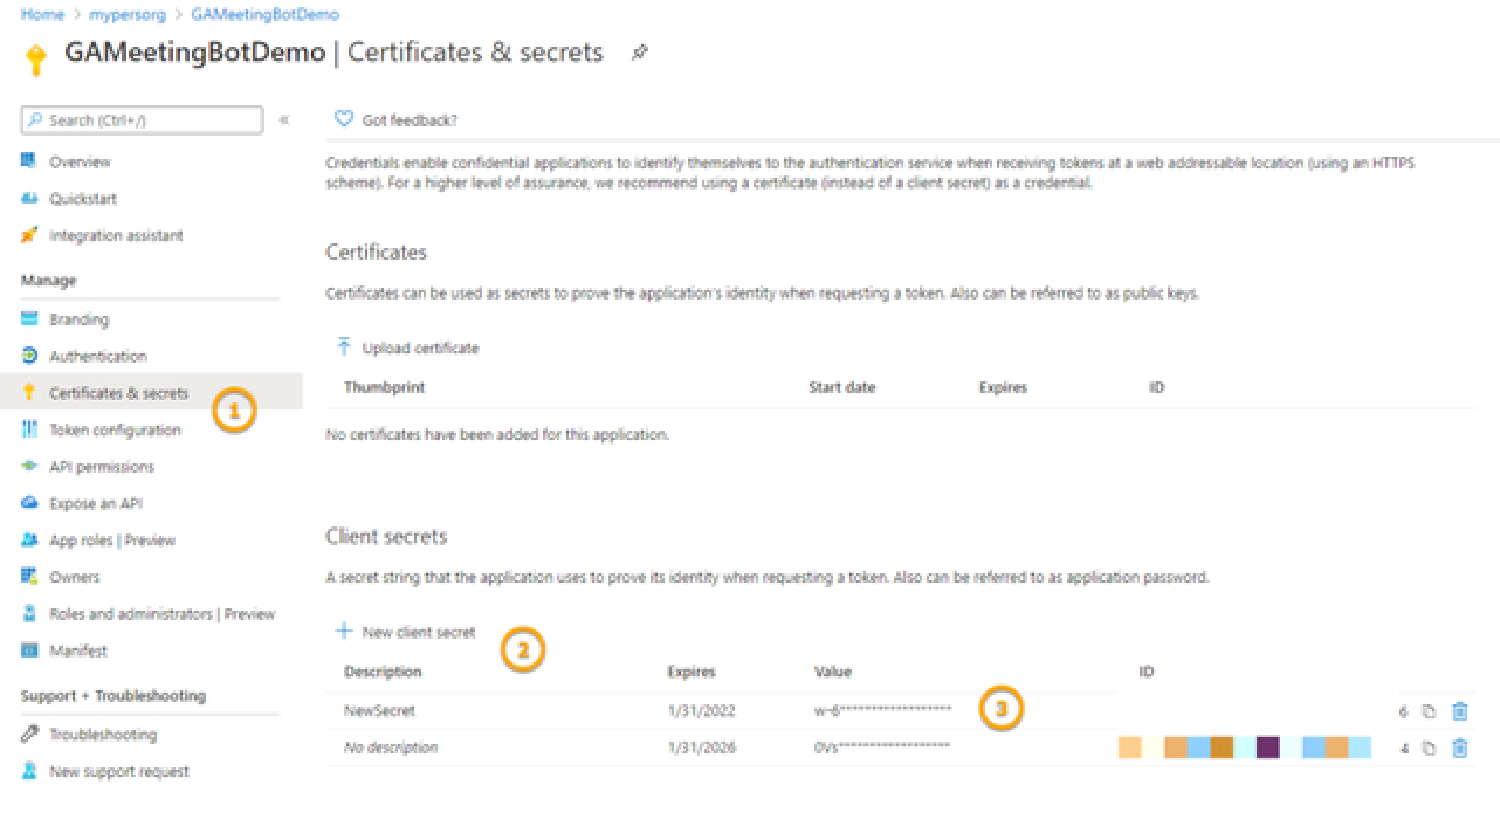 Home > mypersorg > GAMeetingBotDemo
GAMeetingBotDemo | Certificates & secrets
Search (Ctrl+/)
«
Overview
Quickstart
Integration assistant
Manage
Branding
Authentication
Certificates & secrets
1
Token configuration
API permissions
Expose an API
App roles | Preview
Owners
Roles and administrators | Preview
Manifest
Support + Troubleshooting
Troubleshooting
New support request
Got feedback?
Credentials enable confidential applications to identify themselves to the authentication service when receiving tokens at a web addressable location (using an HTTPS
scheme). For a higher level of assurance, we recommend using a certificate (instead of a client secret) as a credential.
Certificates
Certificates can be used as secrets to prove the application's identity when requesting a token. Also can be referred to as public keys.
Upload certificate
Thumbprint Start date Expires ID
No certificates have been added for this application.
Client secrets
A secret string that the application uses to prove its identity when requesting a token. Also can be referred to as application password.
New client secret
2
Description Expires Value ID
NewSecret 1/31/2022 w-6******************* 3 6
No description 1/31/2026 0Vs******************* 4